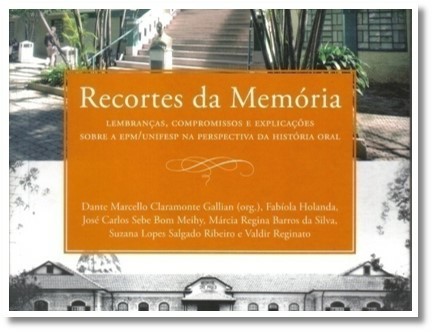 Recortes da Memória
LEMBRANÇAS, COMPROMISSOS E EXPLICAÇÕES
SOBRE A EPM/UNIFESP NA PERSPECTIVA DA HISTÓRIA ORAL
Dante Marcello Claramonte Gallian (org.), Fabíola Holanda,
José Carlos Sebe Bom Meihy, Márcia Regina Barros da Silva,
Suzana Lopes Salgado Ribeiro e Valdir Reginato